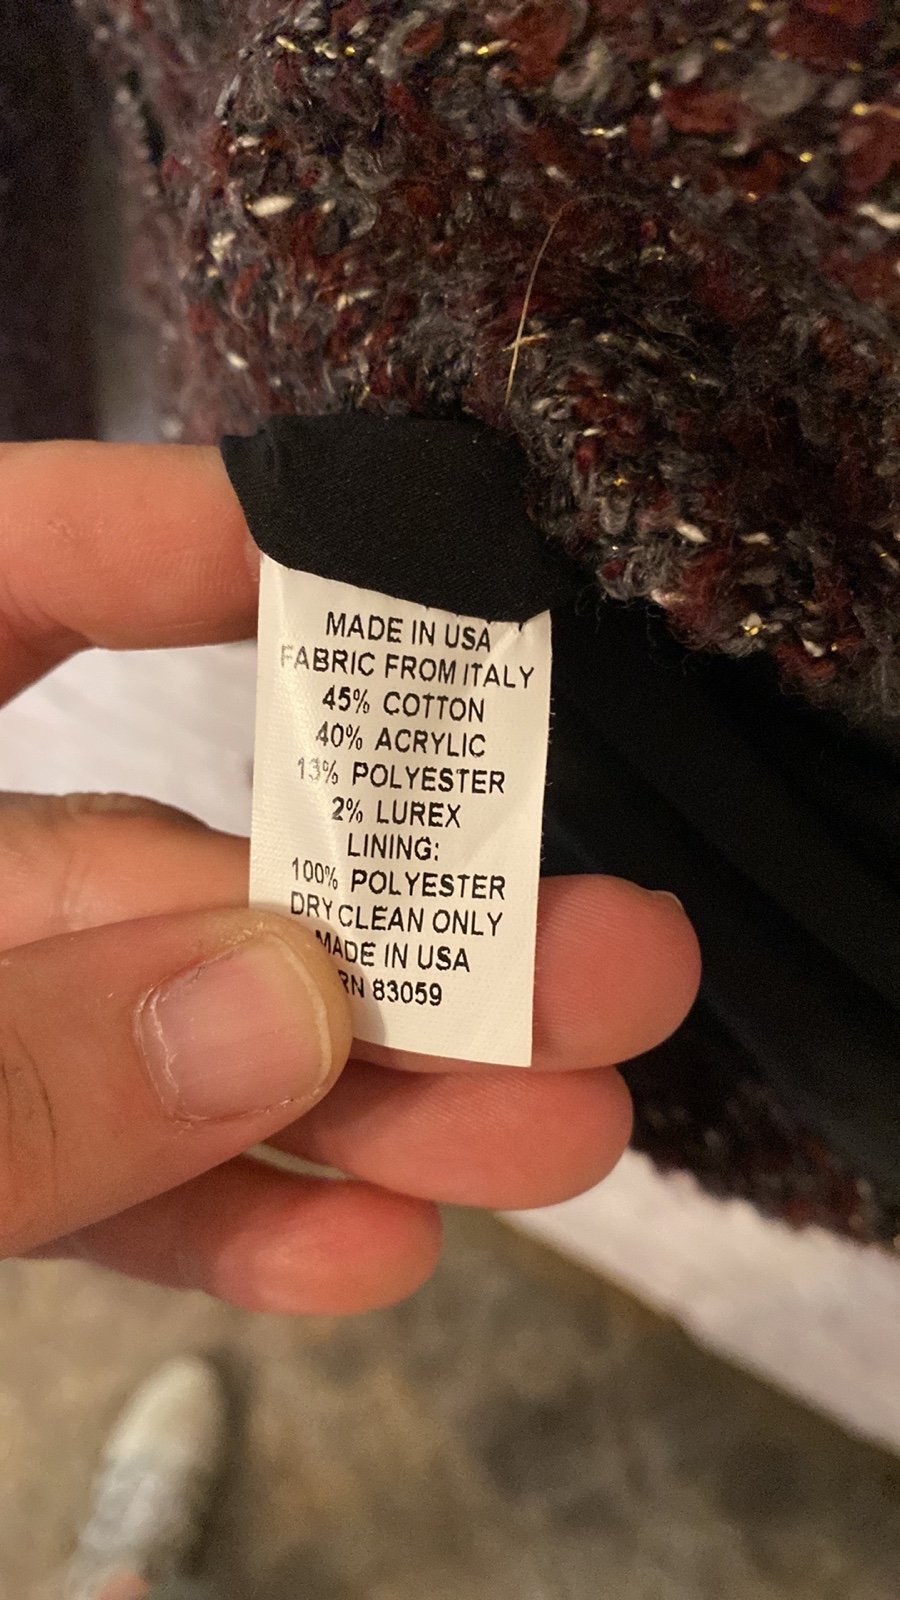 MADE IN USA
FABRIC FROM ITALY
45% COTTON
40% ACRYLIC
13% POLYESTER
2% LUREX
LINING:
100% POLYESTER
DRY CLEAN ONLY
MADE IN USA
RN 83059